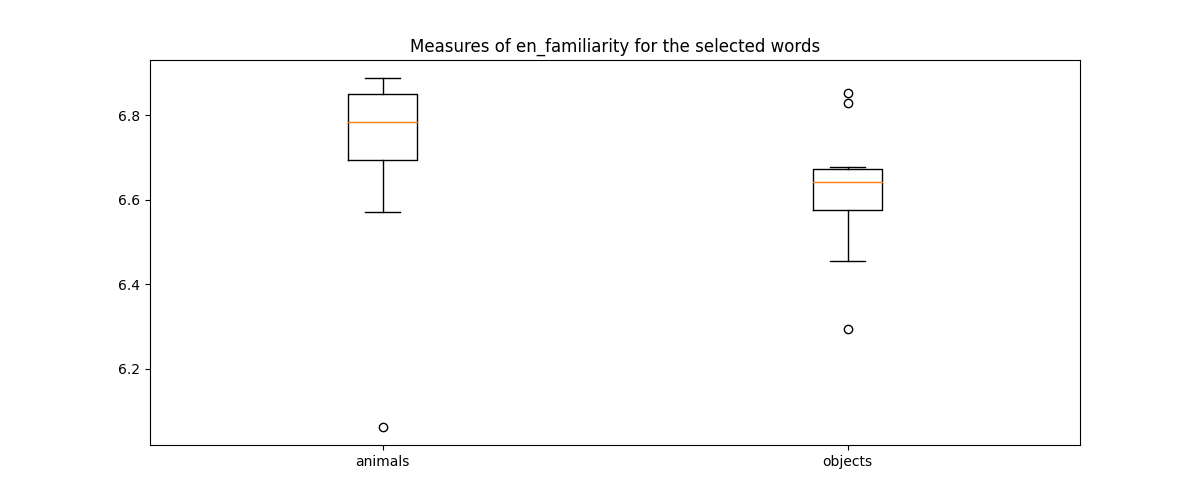 Measures of en_familiarity for the selected words
6.8
6.6
6.4
6.2
animals objects